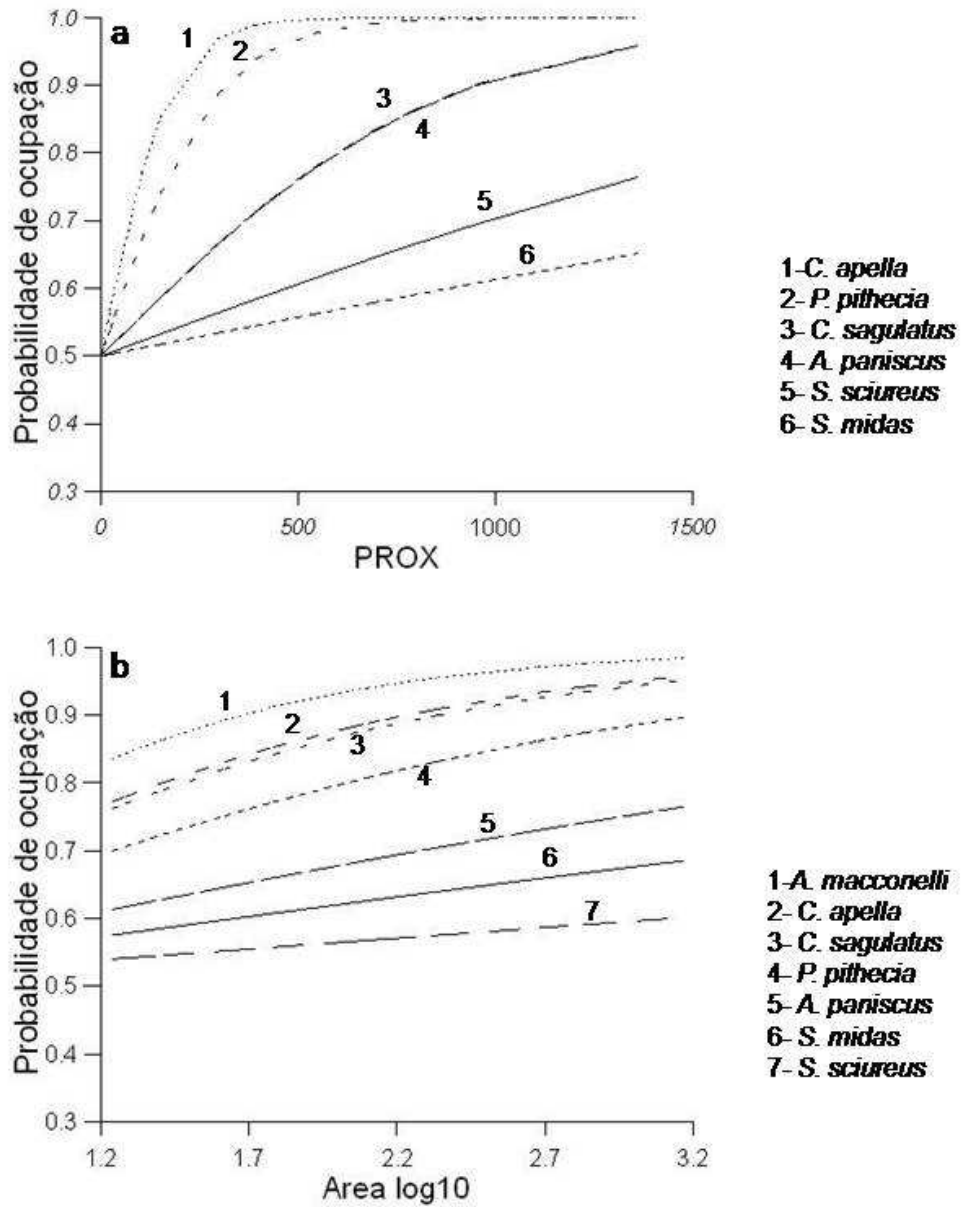 a
1.0
0.9
0.8
0.7
0.6
0.5
0.4
0.3
Probabilidade de ocupação
1
2
3
4
5
6
0 500 1000 1500
PROX
1-C. apella
2- P. pithecia
3- C. sagulatus
4- A. paniscus
5- S. sciureus
6- S. midas
b
1.0
0.9
0.8
0.7
0.6
0.5
0.4
0.3
Probabilidade de ocupação
1
2
3
4
5
6
7
1.2 1.7 2.2 2.7 3.2
Area log10
1-A. macconelli
2- C. apella
3- C. sagulatus
4- P. pithecia
5- A. paniscus
6- S. midas
7- S. sciureus